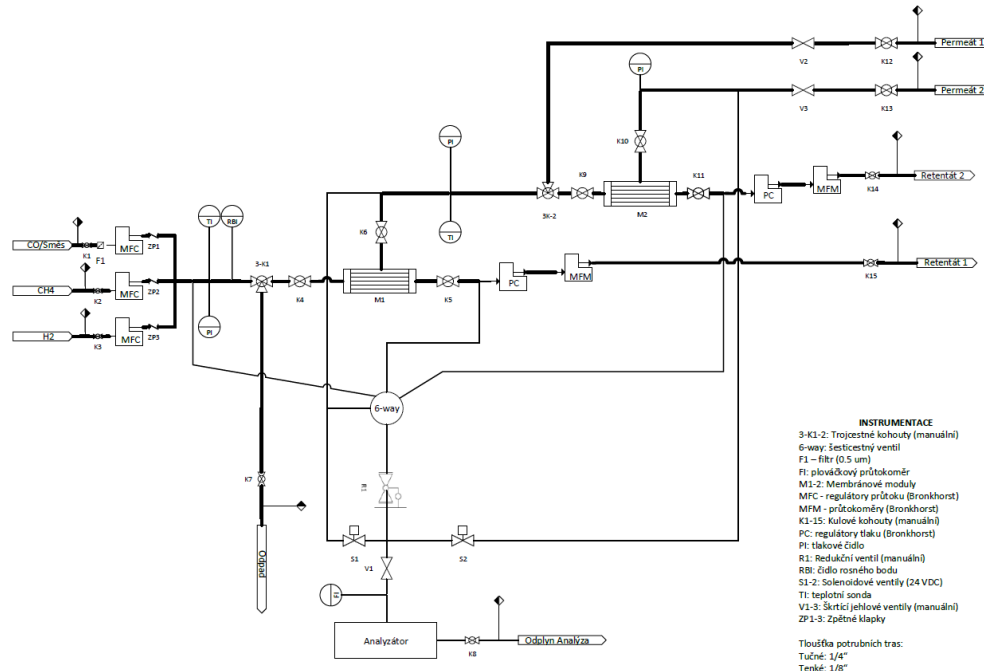 Permeát 1
V2
K12
PI
Permeát 2
V3
K13
PI
K10
K9
K11
Retentát 2
3K-2
M2
PC
MFM
K14
TI
RBI
K6
TI
CO/Směs
K1
F1
MFC
ZP1
3-K1
MFM
Retentát 1
CH4
K2
MFC
ZP2
K4
M1
K5
PC
K15
H2
K3
MFC
ZP3
PI
6-way
K7
R1
Odpad
S1
S2
V1
FI
Analyzátor
K8
Odplyn Analýza
INSTRUMENTACE
3-K1-2: Trojcestné kohouty (manuální)
6-way: šesticestný ventil
F1 – filtr (0.5 um)
FI: plováčkový průtokoměr
M1-2: Membránové moduly
MFC - regulátory průtoku (Bronkhorst)
MFM - průtokoměry (Bronkhorst)
K1-15: Kulové kohouty (manuální)
PC: regulátory tlaku (Bronkhorst)
PI: tlakové čidlo
R1: Redukční ventil (manuální)
RBI: čidlo rosného bodu
S1-2: Solenoidové ventily (24 VDC)
TI: teplotní sonda
V1-3: Škrtící jehlové ventily (manuální)
ZP1-3: Zpětné klapky
Tloušťka potrubních tras:
Tučné: 1/4“
Tenké: 1/8“